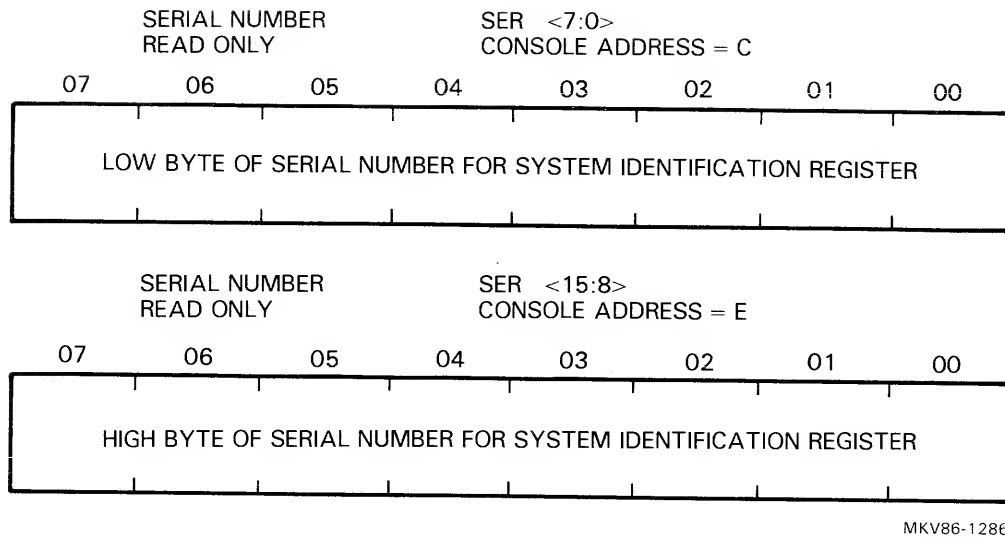 SERIAL NUMBER SER <7:0>
READ ONLY CONSOLE ADDRESS = C
07 06 05 04 03 02 01 00
LOW BYTE OF SERIAL NUMBER FOR SYSTEM IDENTIFICATION REGISTER
SERIAL NUMBER SER <15:8>
READ ONLY CONSOLE ADDRESS = E
07 06 05 04 03 02 01 00
HIGH BYTE OF SERIAL NUMBER FOR SYSTEM IDENTIFICATION REGISTER
MKV86-1286